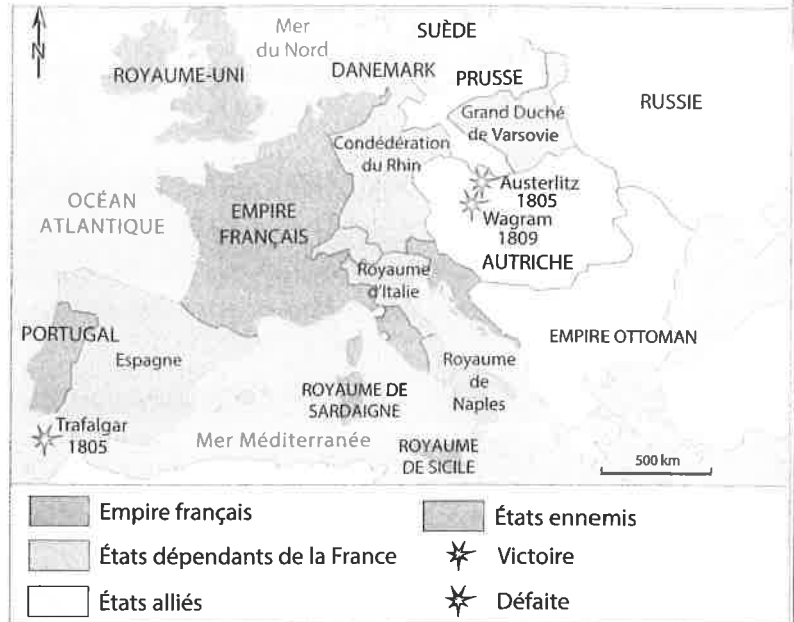 N
Mer
du Nord
SUÈDE
ROYAUME-UNI
DANEMARK
PRUSSE
RUSSIE
Grand Duché
de Varsovie
Condédération
du Rhin
OCÉAN
ATLANTIQUE
EMPIRE
FRANÇAIS
Austerlitz
1805
Wagram
1809
AUTRICHE
Royaume
d'Italie
PORTUGAL
Espagne
EMPIRE OTTOMAN
Royaume
de
Naples
ROYAUME DE
SARDAIGNE
Trafalgar
1805
Mer Méditerranée
ROYAUME
DE SICILE
500 km
Empire français
États ennemis
États dépendants de la France
Victoire
États alliés
Défaite